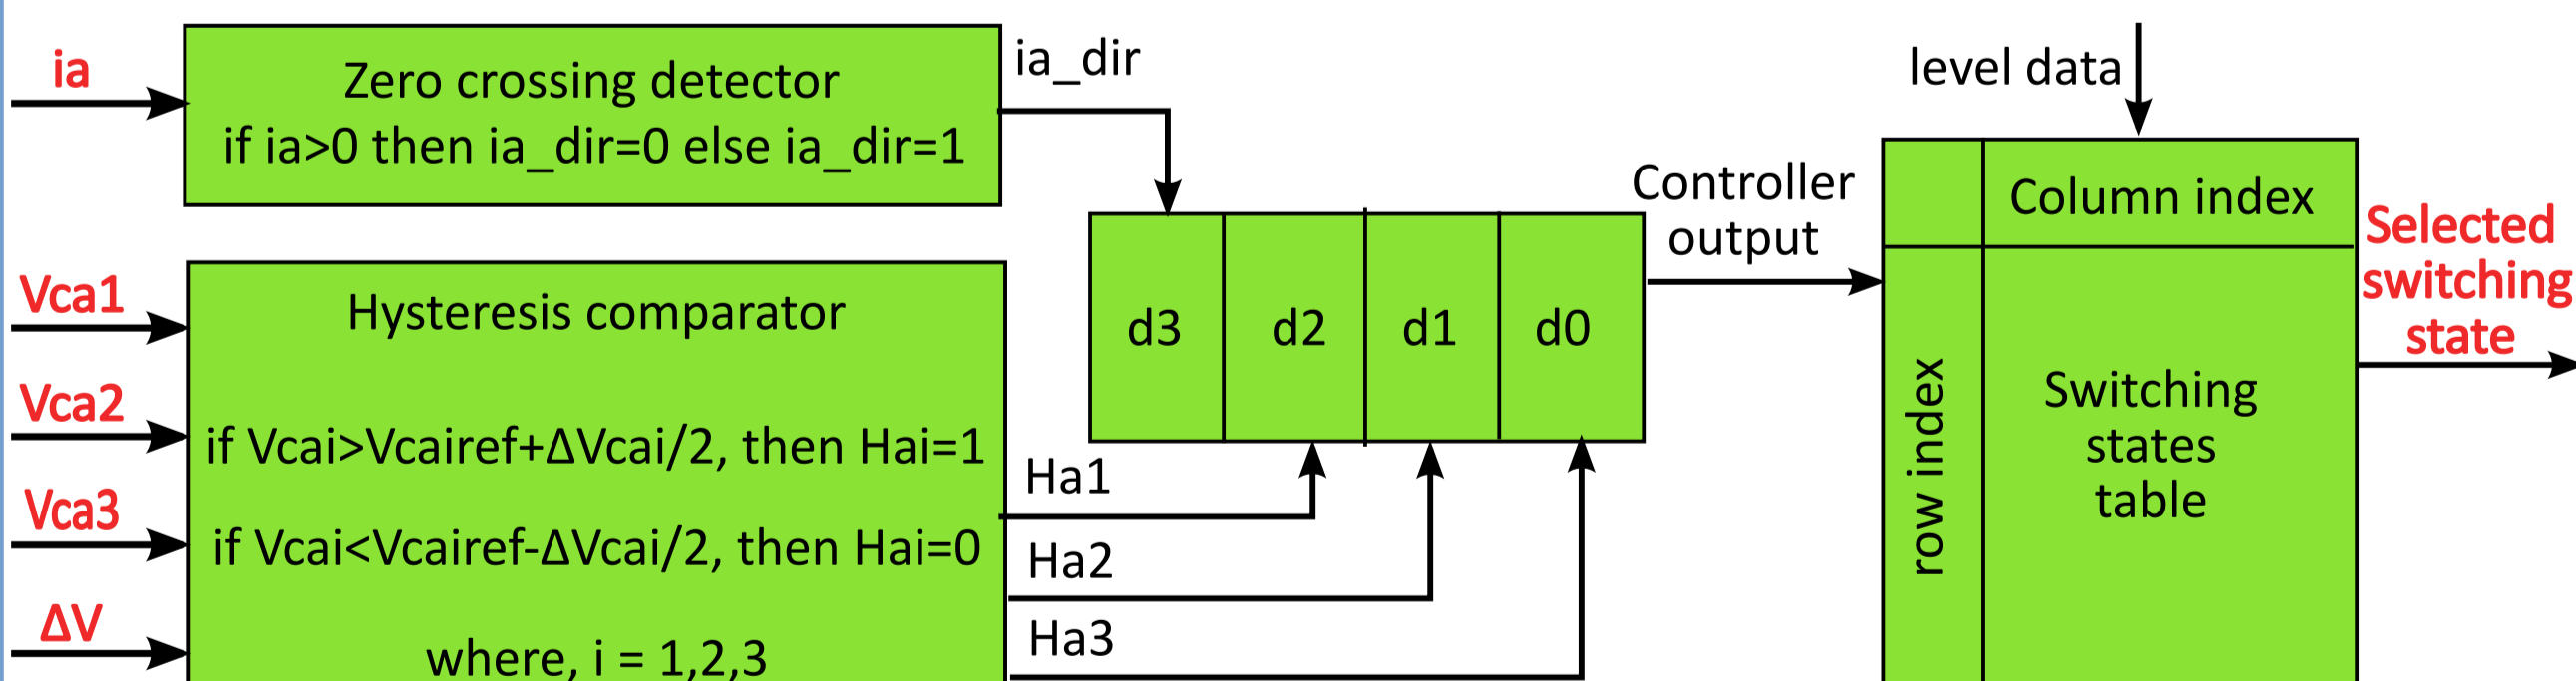 ia
Zero crossing detector
if ia>0 then ia_dir=0 else ia_dir=1
ia_dir
Vca1
Vca2
Vca3
ΔV
Hysteresis comparator
if Vcai>Vcairef+ΔVcai/2, then Hai=1
if Vcai<Vcairef-ΔVcai/2, then Hai=0
where, i = 1,2,3
Ha1
Ha2
Ha3
d3
d2
d1
d0
Controller
output
level data
Column index
row index
Switching
states
table
Selected
switching
state